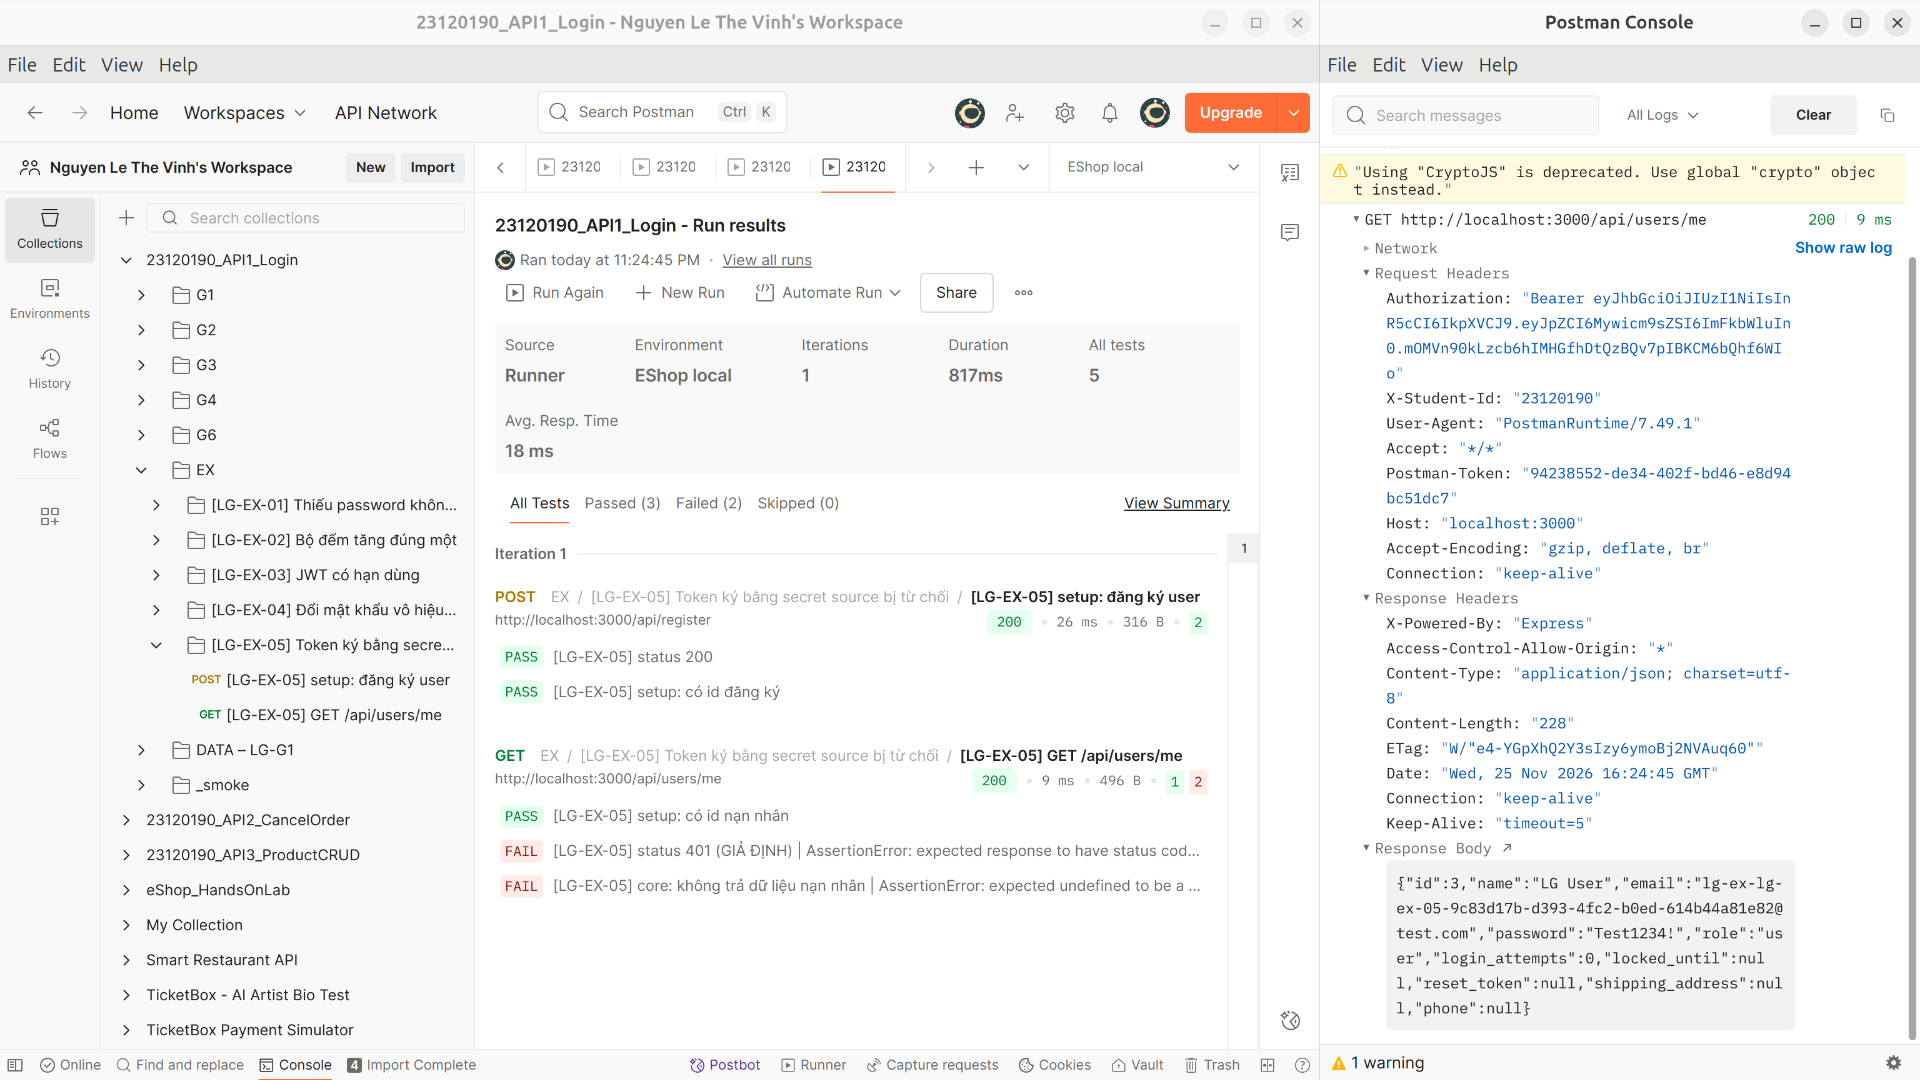 23120190_API1_Login - Nguyen Le The Vinh's Workspace
File Edit View Help
Home Workspaces API Network
Search Postman Ctrl K
Upgrade
Nguyen Le The Vinh's Workspace
New Import
23120 23120 23120 23120
EShop local
Collections
Environments
History
Flows
Search collections
23120190_API1_Login
G1
G2
G3
G4
G6
EX
[LG-EX-01] Thiếu password khôn...
[LG-EX-02] Bộ đếm tăng đúng một
[LG-EX-03] JWT có hạn dùng
[LG-EX-04] Đổi mật khẩu vô hiệu...
[LG-EX-05] Token ký bằng secre...
POST [LG-EX-05] setup: đăng ký user
GET [LG-EX-05] GET /api/users/me
DATA – LG-G1
_smoke
23120190_API2_CancelOrder
23120190_API3_ProductCRUD
eShop_HandsOnLab
My Collection
Smart Restaurant API
TicketBox - AI Artist Bio Test
TicketBox Payment Simulator
23120190_API1_Login - Run results
Ran today at 11:24:45 PM · View all runs
Run Again New Run Automate Run Share
Source Environment Iterations Duration All tests
Runner EShop local 1 817ms 5
Avg. Resp. Time
18 ms
All Tests Passed (3) Failed (2) Skipped (0) View Summary
Iteration 1
1
POST EX / [LG-EX-05] Token ký bằng secret source bị từ chối / [LG-EX-05] setup: đăng ký user
http://localhost:3000/api/register 200 26 ms 316 B 2
PASS [LG-EX-05] status 200
PASS [LG-EX-05] setup: có id đăng ký
GET EX / [LG-EX-05] Token ký bằng secret source bị từ chối / [LG-EX-05] GET /api/users/me
http://localhost:3000/api/users/me 200 9 ms 496 B 1 2
PASS [LG-EX-05] setup: có id nạn nhân
FAIL [LG-EX-05] status 401 (GIẢ ĐỊNH) | AssertionError: expected response to have status cod...
FAIL [LG-EX-05] core: không trả dữ liệu nạn nhân | AssertionError: expected undefined to be a ...
Online Find and replace Console 4 Import Complete Postbot Runner Capture requests Cookies Vault Trash
Postman Console
File Edit View Help
Search messages All Logs Clear
"Using "CryptoJS" is deprecated. Use global "crypto" objec
t instead."
GET http://localhost:3000/api/users/me 200 9 ms
Network Show raw log
Request Headers
Authorization: "Bearer eyJhbGciOiJIUzI1NiIsIn
R5cCI6IkpXVCJ9.eyJpZCI6Mywicm9sZSI6ImFkbWluIn
0.mOMVn90kLzcb6hIMHGfhDtQzBQv7pIBKCM6bQhf6WI
o"
X-Student-Id: "23120190"
User-Agent: "PostmanRuntime/7.49.1"
Accept: "*/*"
Postman-Token: "94238552-de34-402f-bd46-e8d94
bc51dc7"
Host: "localhost:3000"
Accept-Encoding: "gzip, deflate, br"
Connection: "keep-alive"
Response Headers
X-Powered-By: "Express"
Access-Control-Allow-Origin: "*"
Content-Type: "application/json; charset=utf-
8"
Content-Length: "228"
ETag: "W/"e4-YGpXhQ2Y3sIzy6ymoBj2NVAuq60""
Date: "Wed, 25 Nov 2026 16:24:45 GMT"
Connection: "keep-alive"
Keep-Alive: "timeout=5"
Response Body
{"id":3,"name":"LG User","email":"lg-ex-lg-
ex-05-9c83d17b-d393-4fc2-b0ed-614b44a81e82@
test.com","password":"Test1234!","role":"us
er","login_attempts":0,"locked_until":nul
l,"reset_token":null,"shipping_address":nul
l,"phone":null}
1 warning